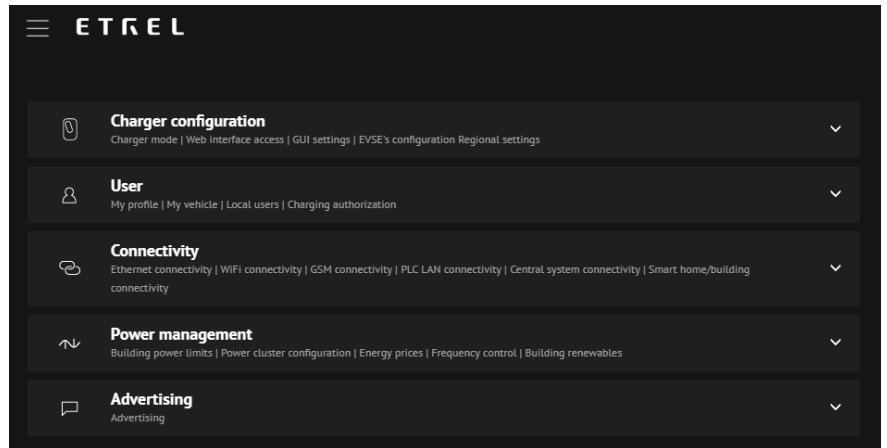 ETREL
Charger configuration
Charger mode | Web interface access | GUI settings | EVSE's configuration Regional settings
User
My profile | My vehicle | Local users | Charging authorization
Connectivity
Ethernet connectivity | WiFi connectivity | GSM connectivity | PLC LAN connectivity | Central system connectivity | Smart home/building
connectivity
Power management
Building power limits | Power cluster configuration | Energy prices | Frequency control | Building renewables
Advertising
Advertising